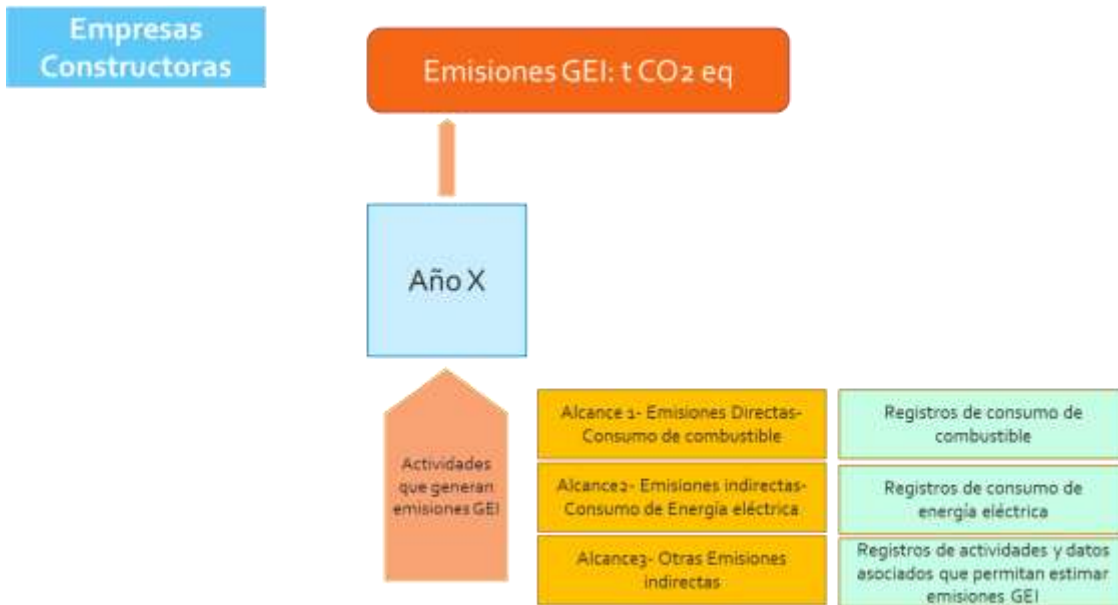 Empresas
Constructoras
Emisiones GEI: t CO2 eq
Año X
Actividades
que generan
emisiones GEI
Alcance 1- Emisiones Directas-
Consumo de combustible
Registros de consumo de
combustible
Alcance2- Emisiones indirectas-
Consumo de Energía eléctrica
Registros de consumo de
energía eléctrica
Alcance3- Otras Emisiones
indirectas
Registros de actividades y datos
asociados que permitan estimar
emisiones GEI